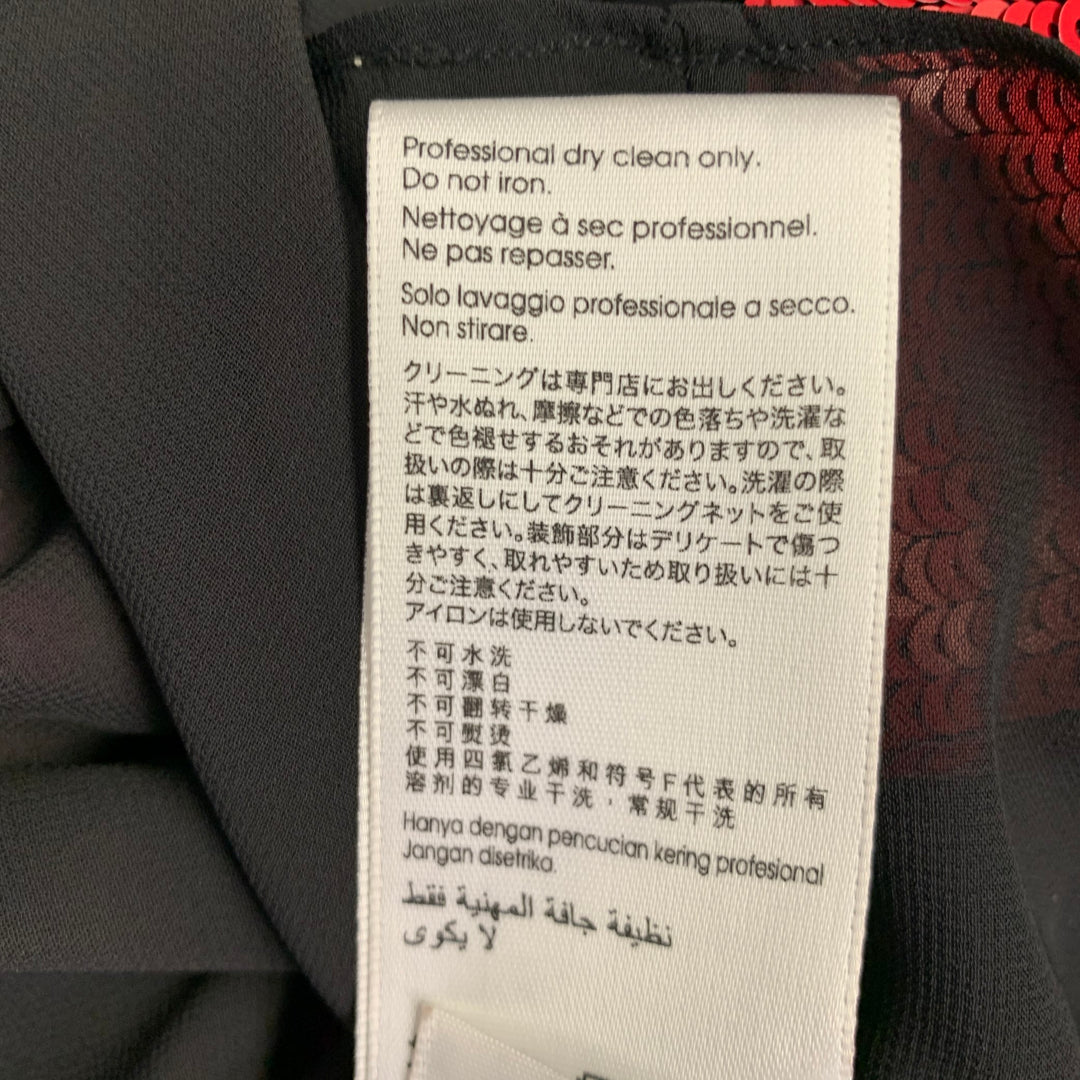 Professional dry clean only.
Do not iron.
Nettoyage à sec professionnel.
Ne pas repasser.
Solo lavaggio professionale a secco.
Non stirare.
クリーニングは専門店にお出しください。
汗や水ぬれ、摩擦などでの色落ちや洗濯な
どで色褪せするおそれがありますので、取
扱いの際は十分ご注意ください。洗濯の際
は裏返しにしてクリーニングネットをご使
用ください。装飾部分はデリケートで傷つ
きやすく、取れやすいため取り扱いには十
分ご注意ください。
アイロンは使用しないでください。
不可水洗
不可漂白
不可翻转干燥
不可熨烫
使用四氯乙烯和符号F代表的所有
溶剂的专业干洗，常规干洗
Hanya dengan pencucian kering profesional
Jangan disetrika.
نظيفة جافة المهنية فقط
لا يكوى